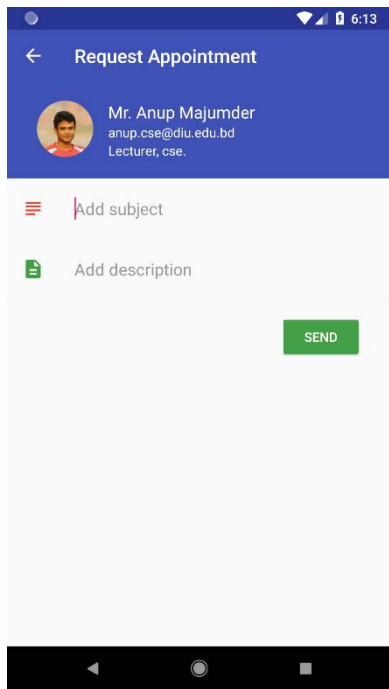 6:13
Request Appointment
Mr. Anup Majumder
anup.cse@diu.edu.bd
Lecturer, cse.
Add subject
Add description
SEND